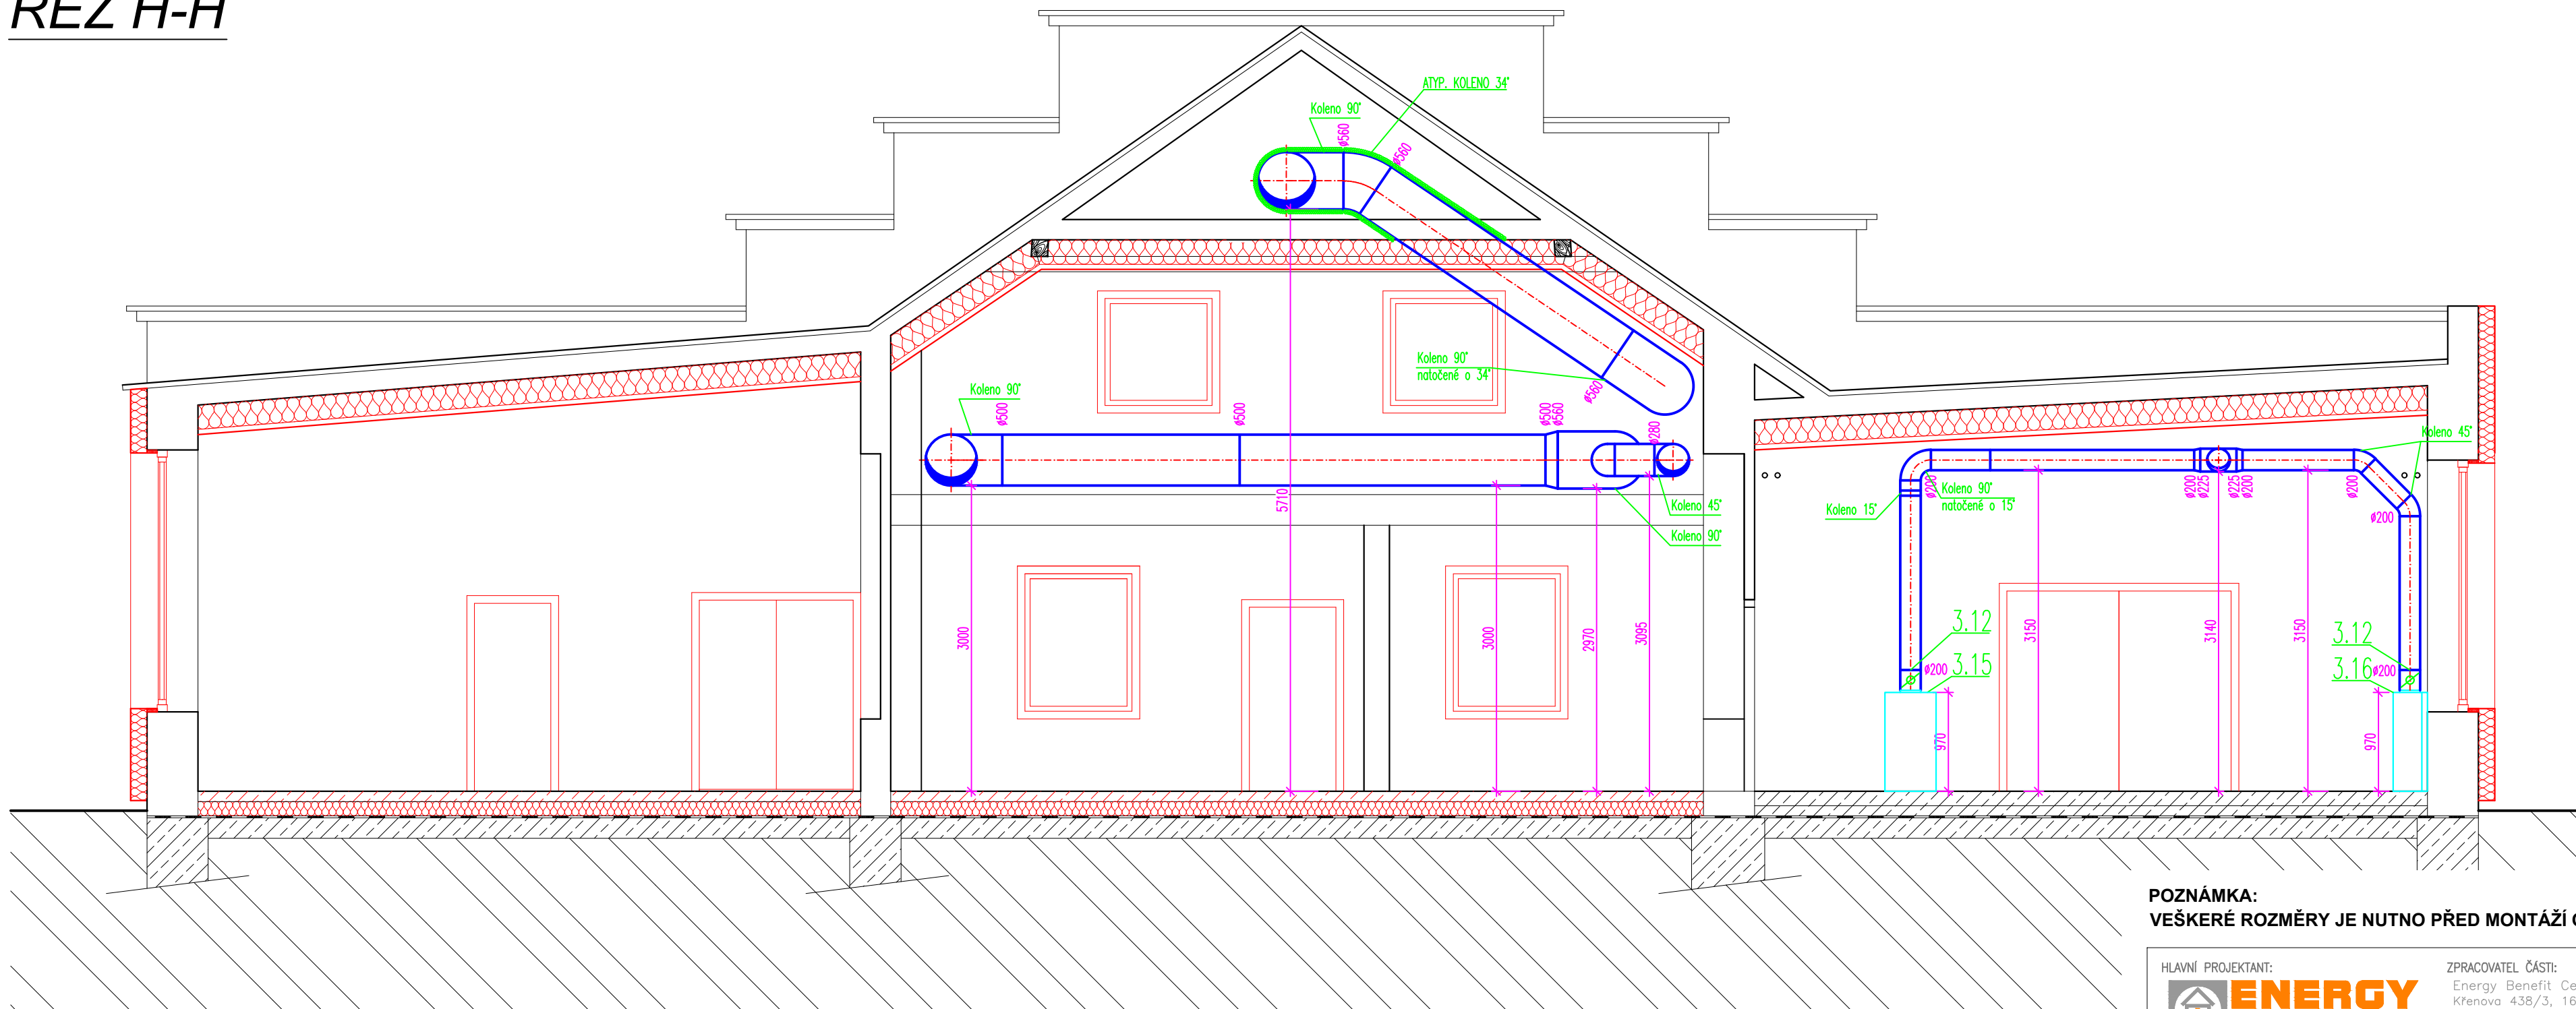 ŘEZ H-H
ATYP. KOLENO 34°
Koleno 90°
ø560
ø560
Koleno 90°
natočené o 34°
ø560
Koleno 90°
ø500
ø500
ø500
ø560
ø280
Koleno 45°
Koleno 90°
5710
3000
3000
2970
3095
Koleno 45°
Koleno 15°
ø200
Koleno 90°
natočené o 15°
ø200
ø225
ø225
ø200
ø200
ø200
3.12
3.15
ø200
3150
3140
3150
3.12
3.16
ø200
970
970
POZNÁMKA:
VEŠKERÉ ROZMĚRY JE NUTNO PŘED MONTÁŽÍ
HLAVNÍ PROJEKTANT:
ZPRACOVATEL ČÁSTI:
ENERGY
Energy Benefit Ce
Křenova 438/3, 16